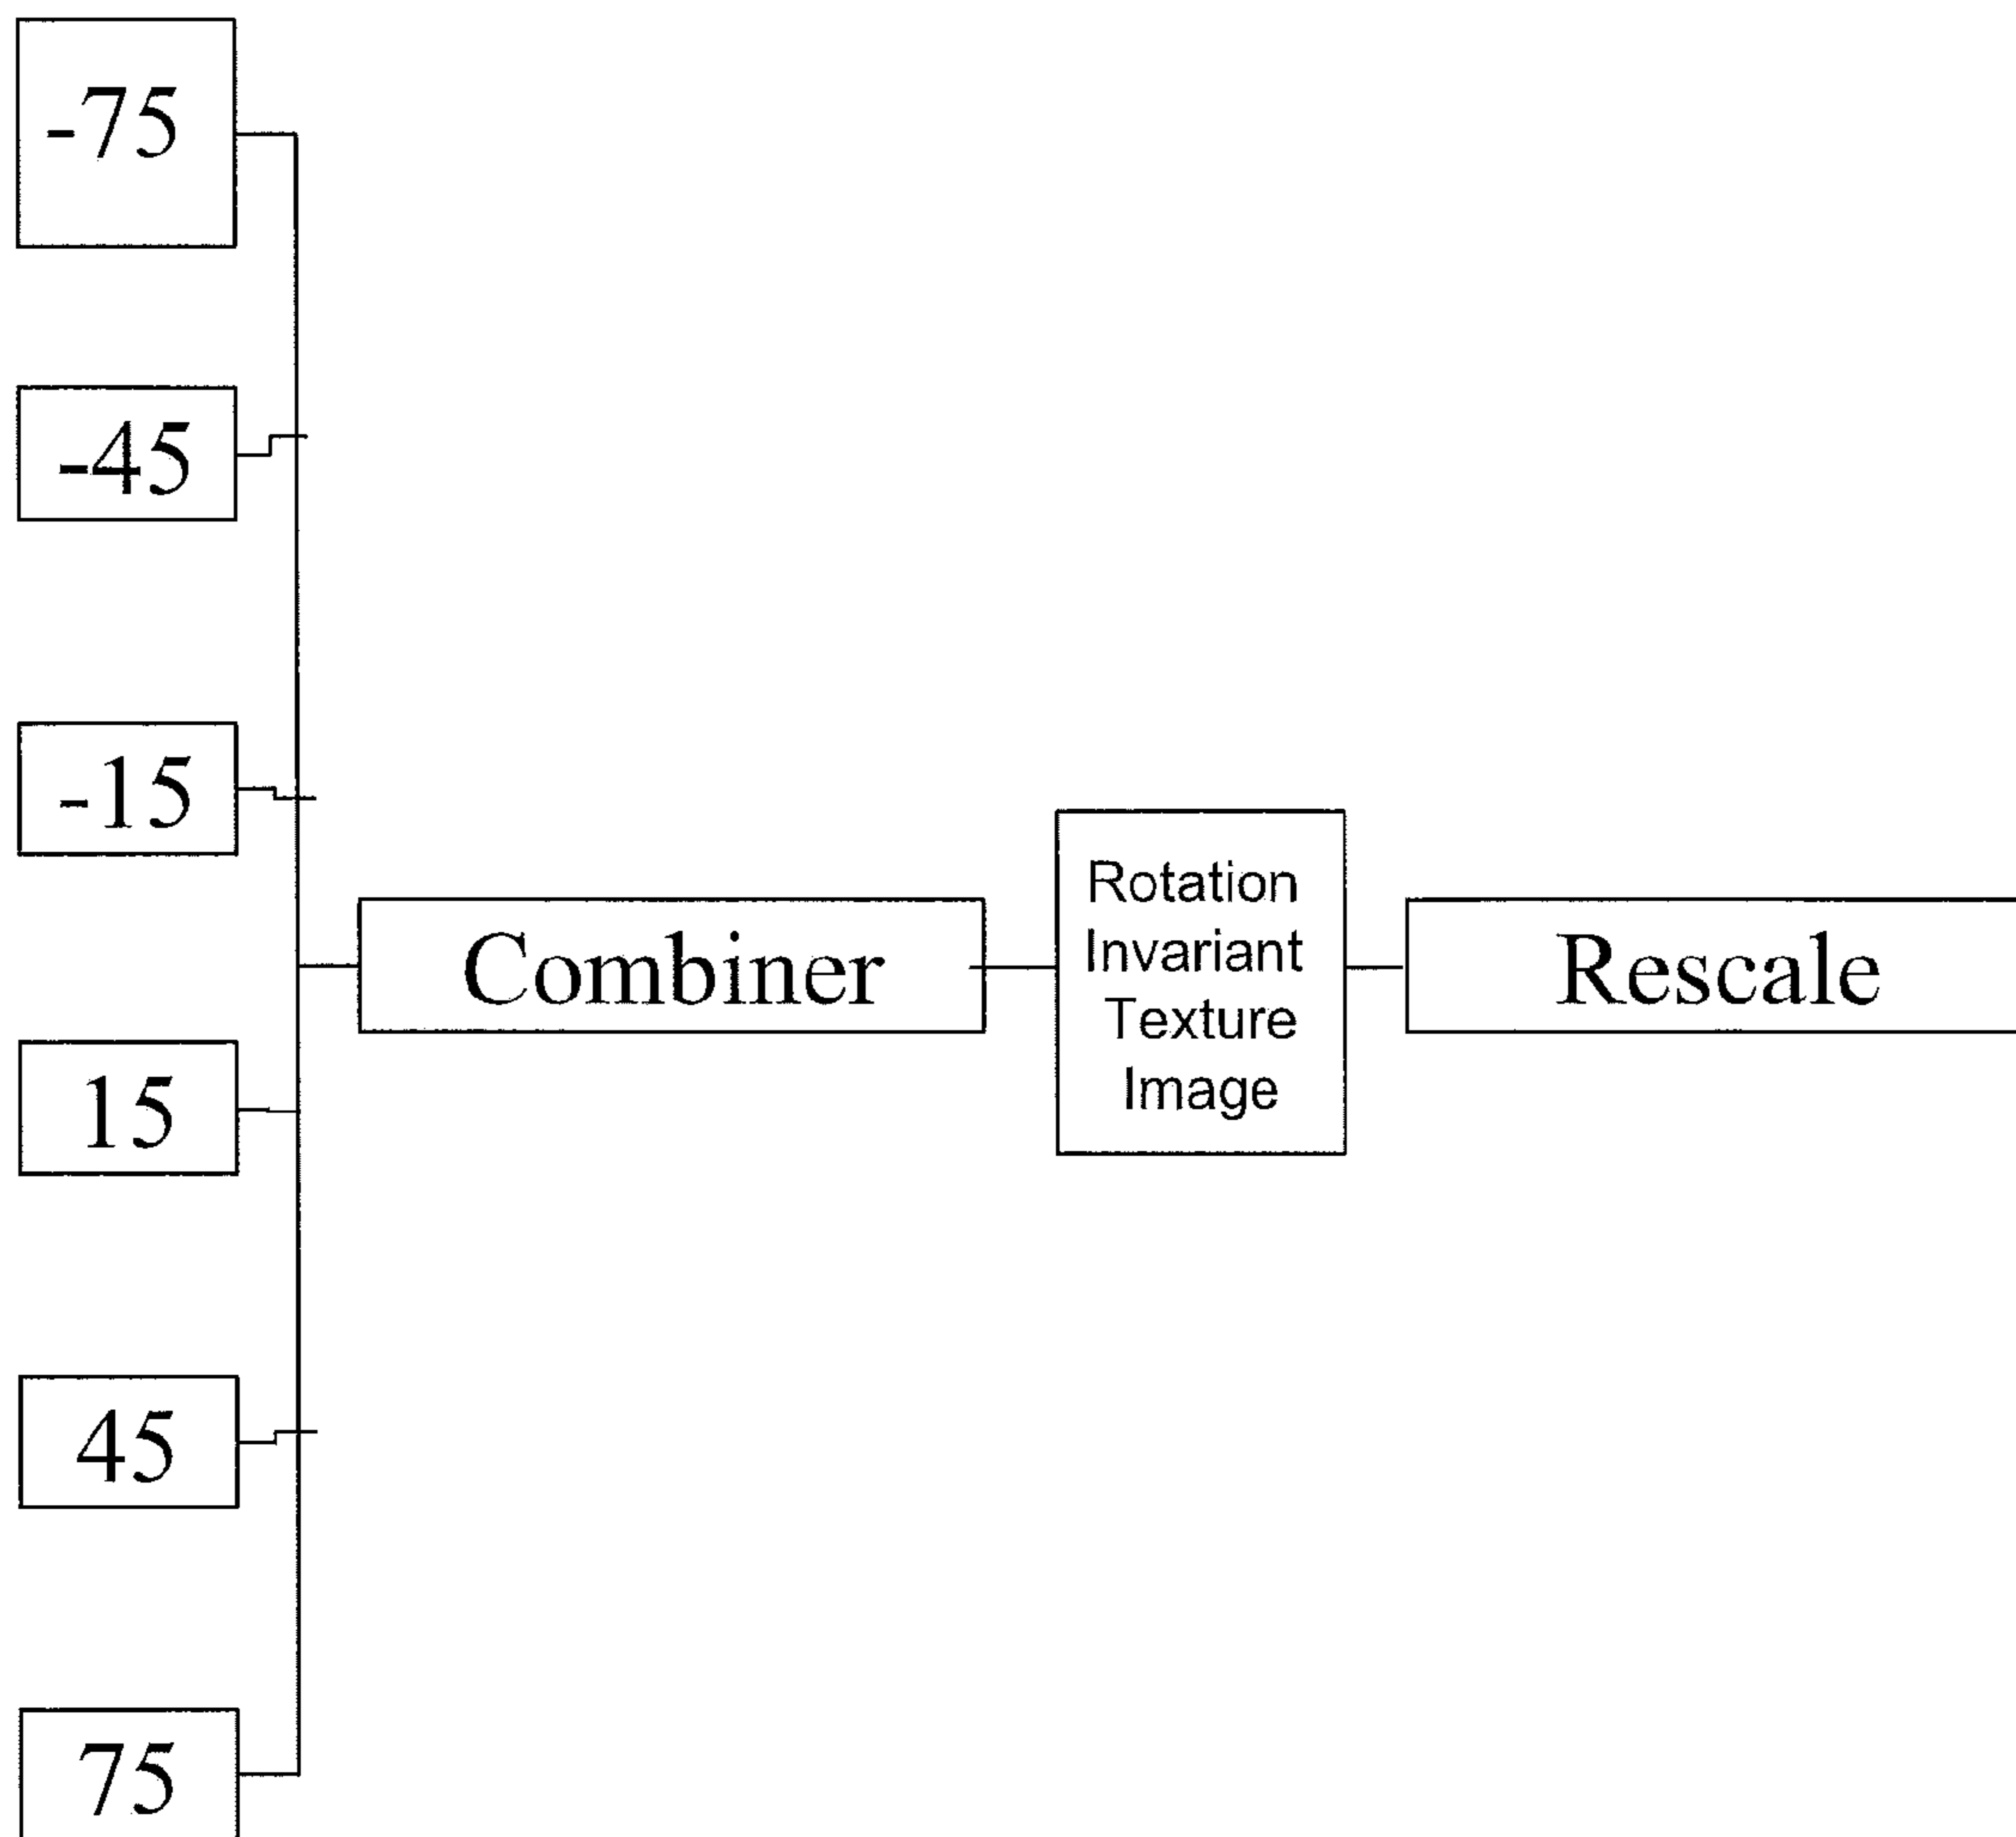 -75
-45
-15
15
45
75
Combiner
Rotation
Invariant
Texture
Image
Rescale